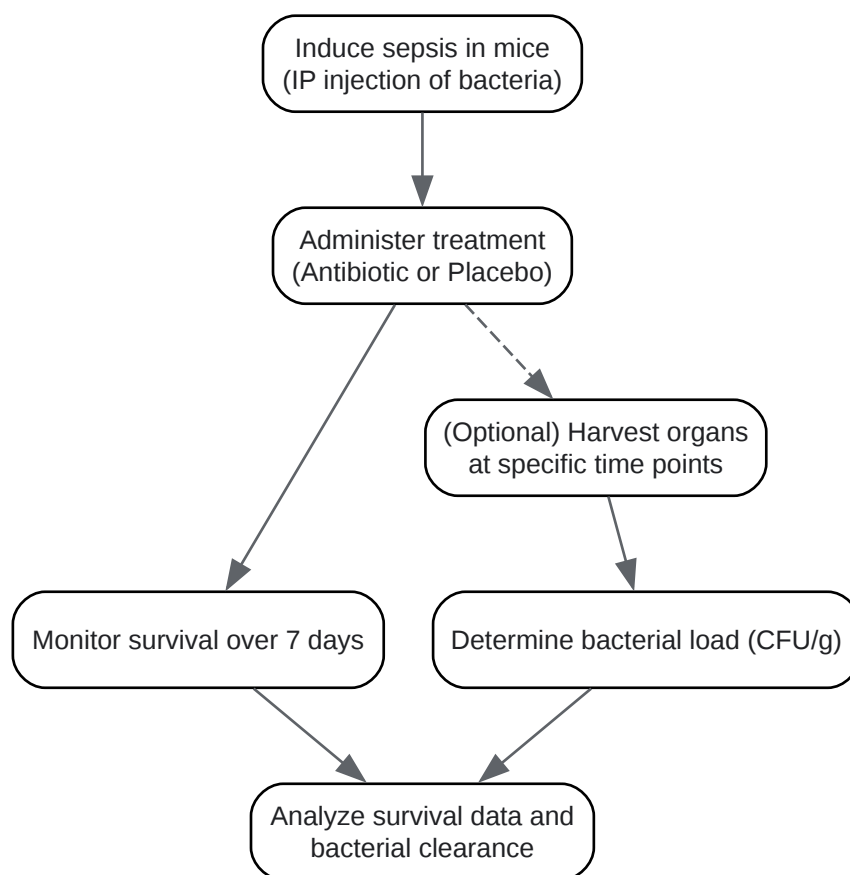 Induce sepsis in mice
(IP injection of bacteria)
Administer treatment
(Antibiotic or Placebo)
(Optional) Harvest organs
at specific time points
Monitor survival over 7 days
Determine bacterial load (CFU/g)
Analyze survival data and
bacterial clearance